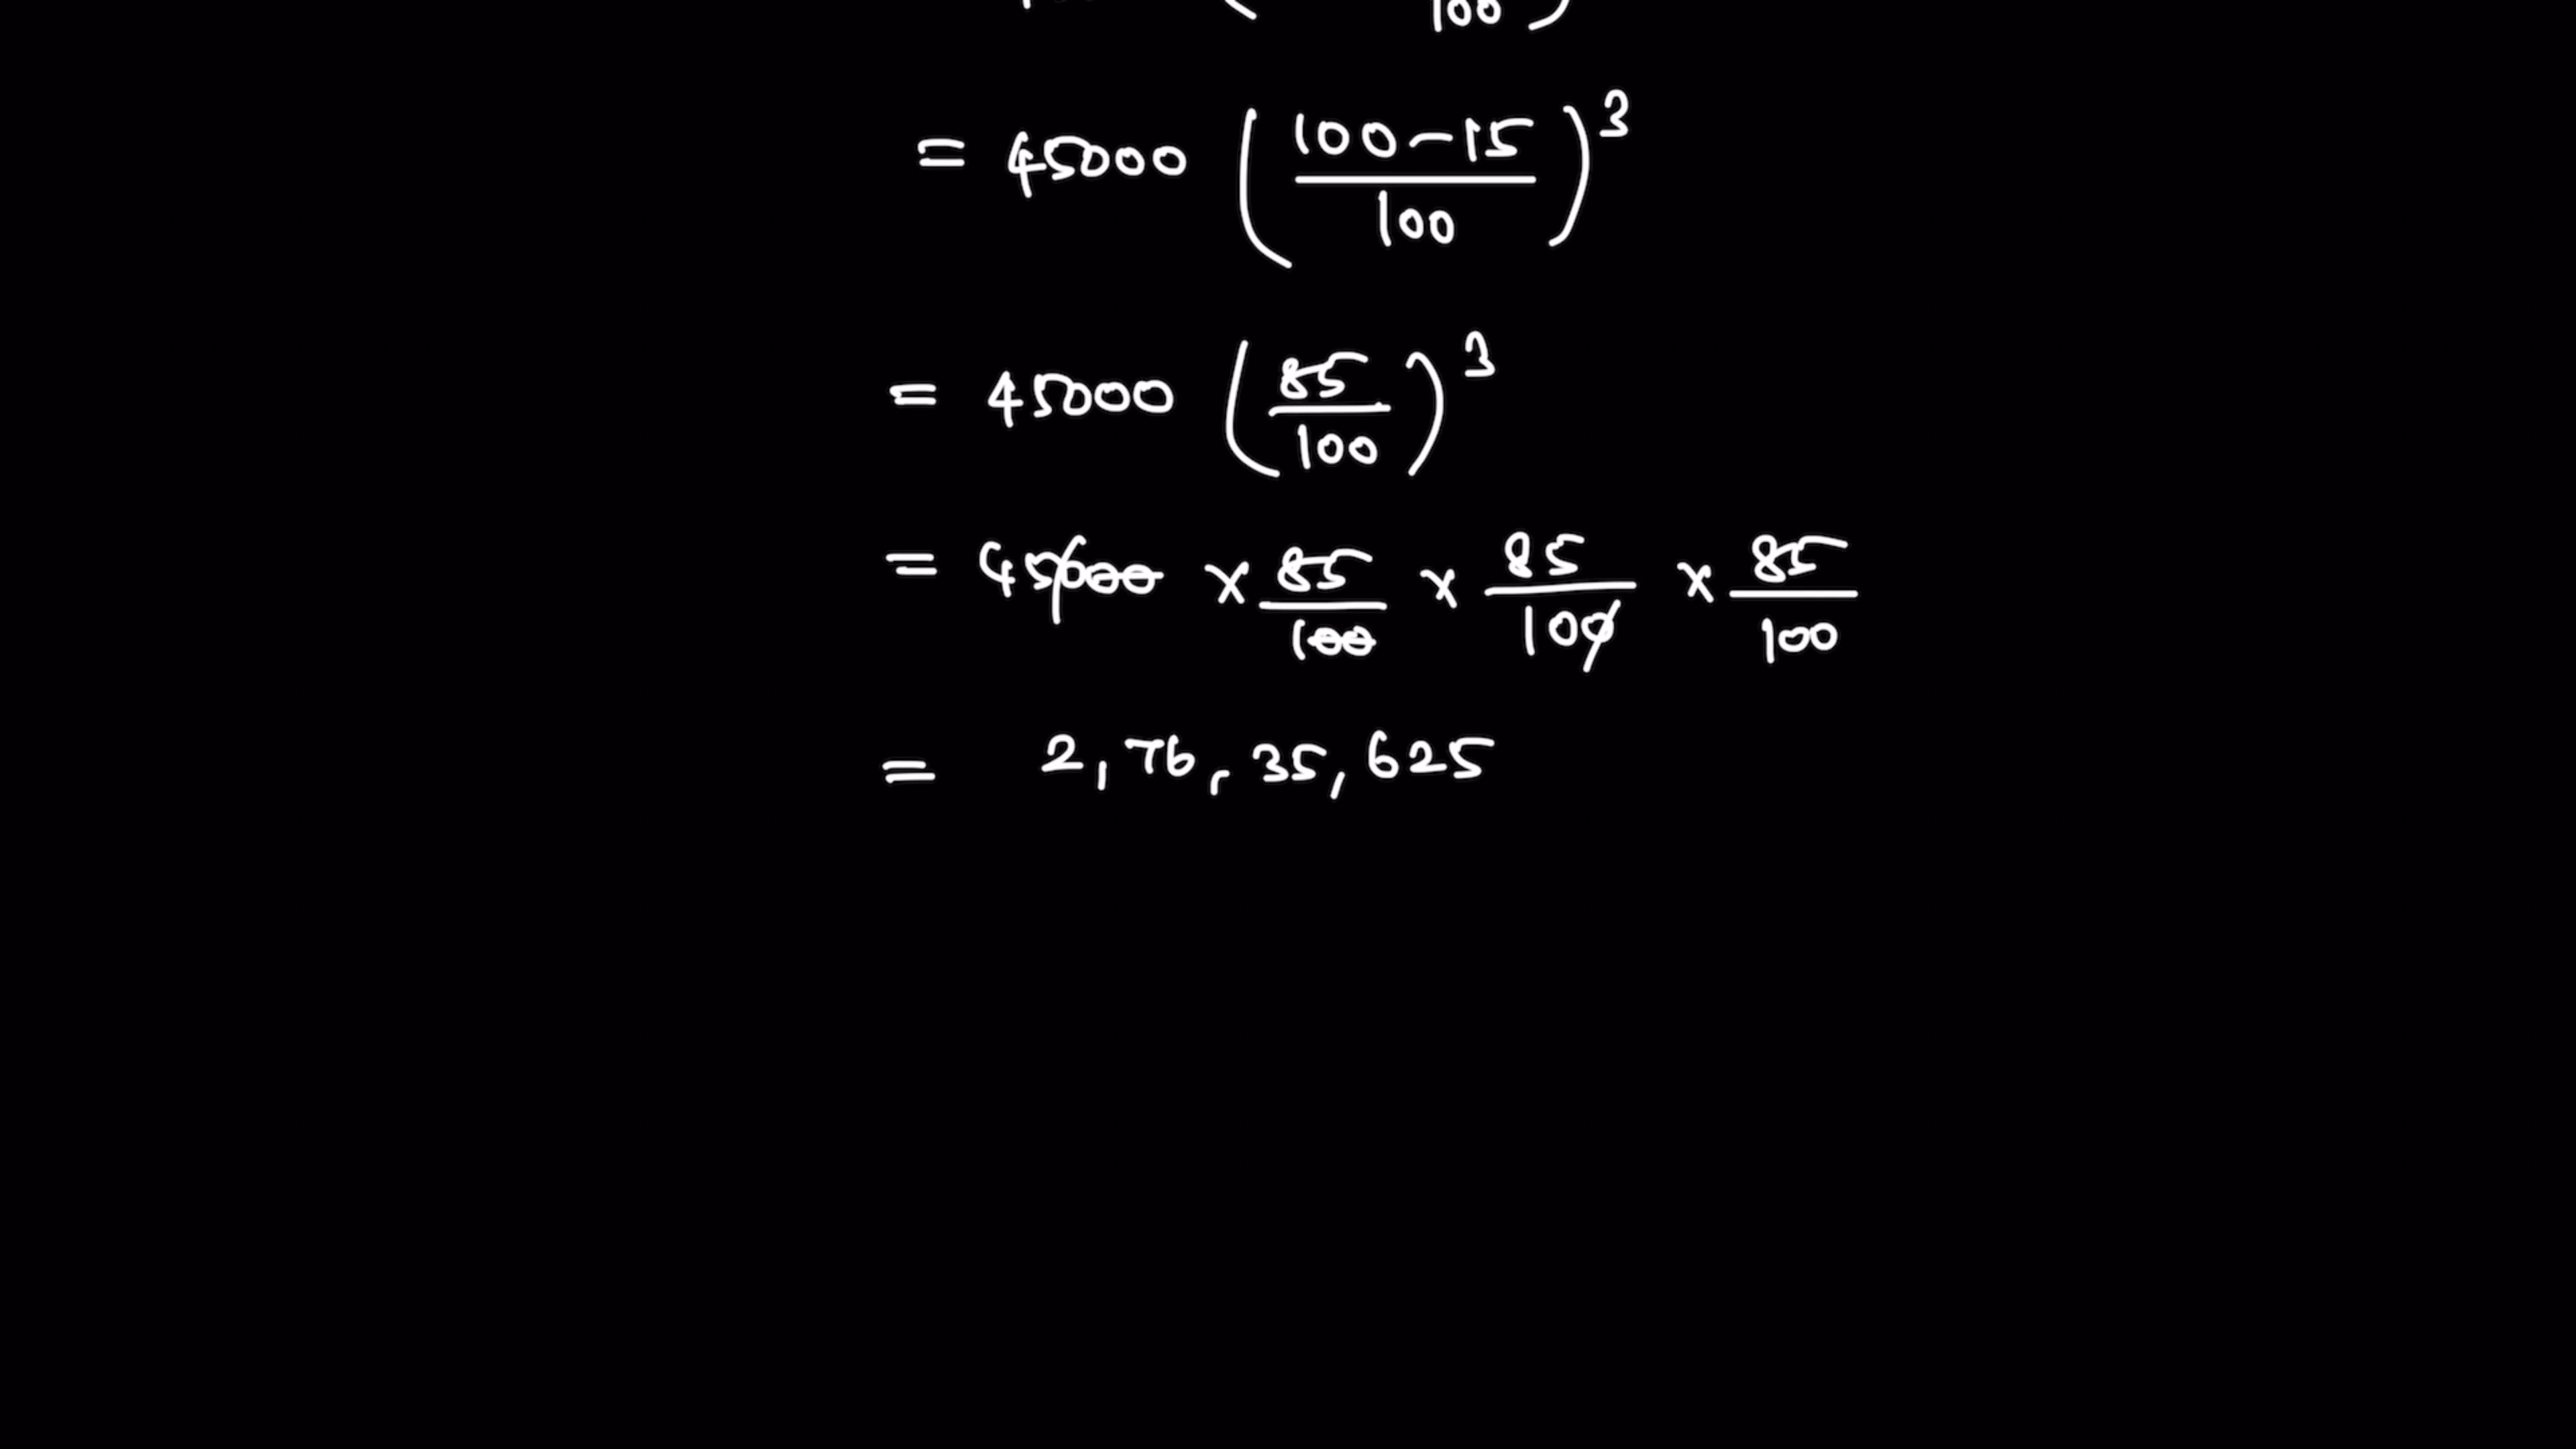 100
= 45000 ( 100 - 15 / 100 )³
= 45000 ( 85 / 100 )³
= 45000 × 85/100 × 85/100 × 85/100
= 2,76,35,625